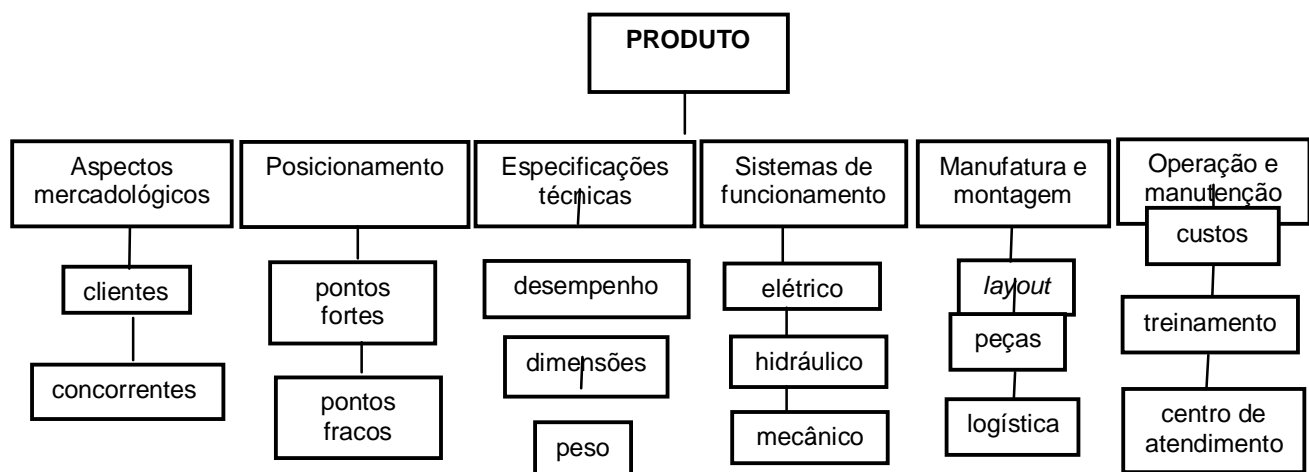 PRODUTO
Aspectos
mercadológicos
Posicionamento
Especificações
técnicas
Sistemas de
funcionamento
Manufatura e
montagem
Operação e
manutenção
clientes
concorrentes
pontos
fortes
pontos
fracos
desempenho
dimensões
peso
elétrico
hidráulico
mecânico
layout
peças
logística
custos
treinamento
centro de
atendimento